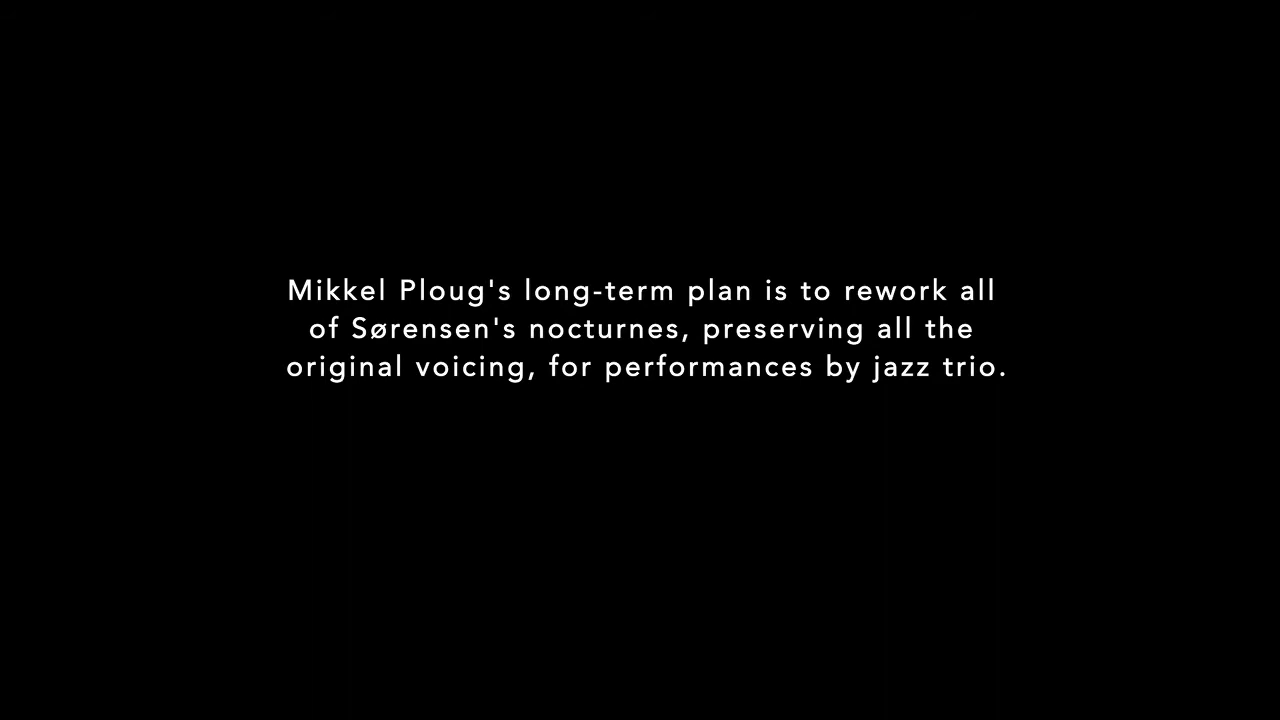 Mikkel Ploug's long-term plan is to rework all
of Sørensen's nocturnes, preserving all the
original voicing, for performances by jazz trio.